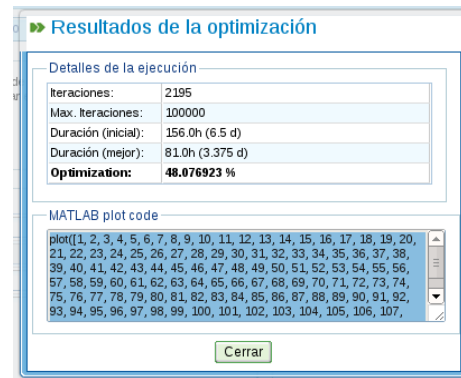 Resultados de la optimización
Detalles de la ejecución
Iteraciones: 2195
Max. Iteraciones: 100000
Duración (inicial): 156.0h (6.5 d)
Duración (mejor): 81.0h (3.375 d)
Optimization: 48.076923 %
MATLAB plot code
plot([1, 2, 3, 4, 5, 6, 7, 8, 9, 10, 11, 12, 13, 14, 15, 16, 17, 18, 19, 20,
21, 22, 23, 24, 25, 26, 27, 28, 29, 30, 31, 32, 33, 34, 35, 36, 37, 38,
39, 40, 41, 42, 43, 44, 45, 46, 47, 48, 49, 50, 51, 52, 53, 54, 55, 56,
57, 58, 59, 60, 61, 62, 63, 64, 65, 66, 67, 68, 69, 70, 71, 72, 73, 74,
75, 76, 77, 78, 79, 80, 81, 82, 83, 84, 85, 86, 87, 88, 89, 90, 91, 92,
93, 94, 95, 96, 97, 98, 99, 100, 101, 102, 103, 104, 105, 106, 107,
Cerrar